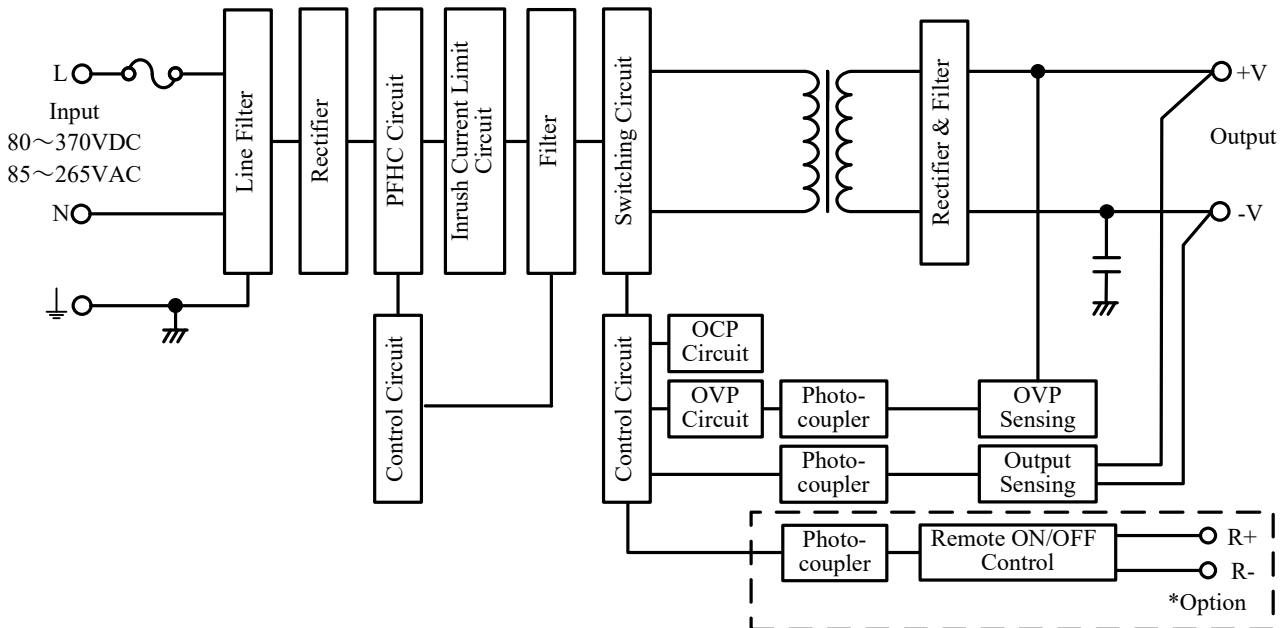 L
Input
80～370VDC
85～265VAC
N
Line Filter
Rectifier
PFHC Circuit
Inrush Current Limit
Circuit
Filter
Switching Circuit
Rectifier & Filter
+V
Output
-V
Control Circuit
Control Circuit
OCP
Circuit
OVP
Circuit
Photo-
coupler
OVP
Sensing
Photo-
coupler
Output
Sensing
Photo-
coupler
Remote ON/OFF
Control
R+
R-
*Option